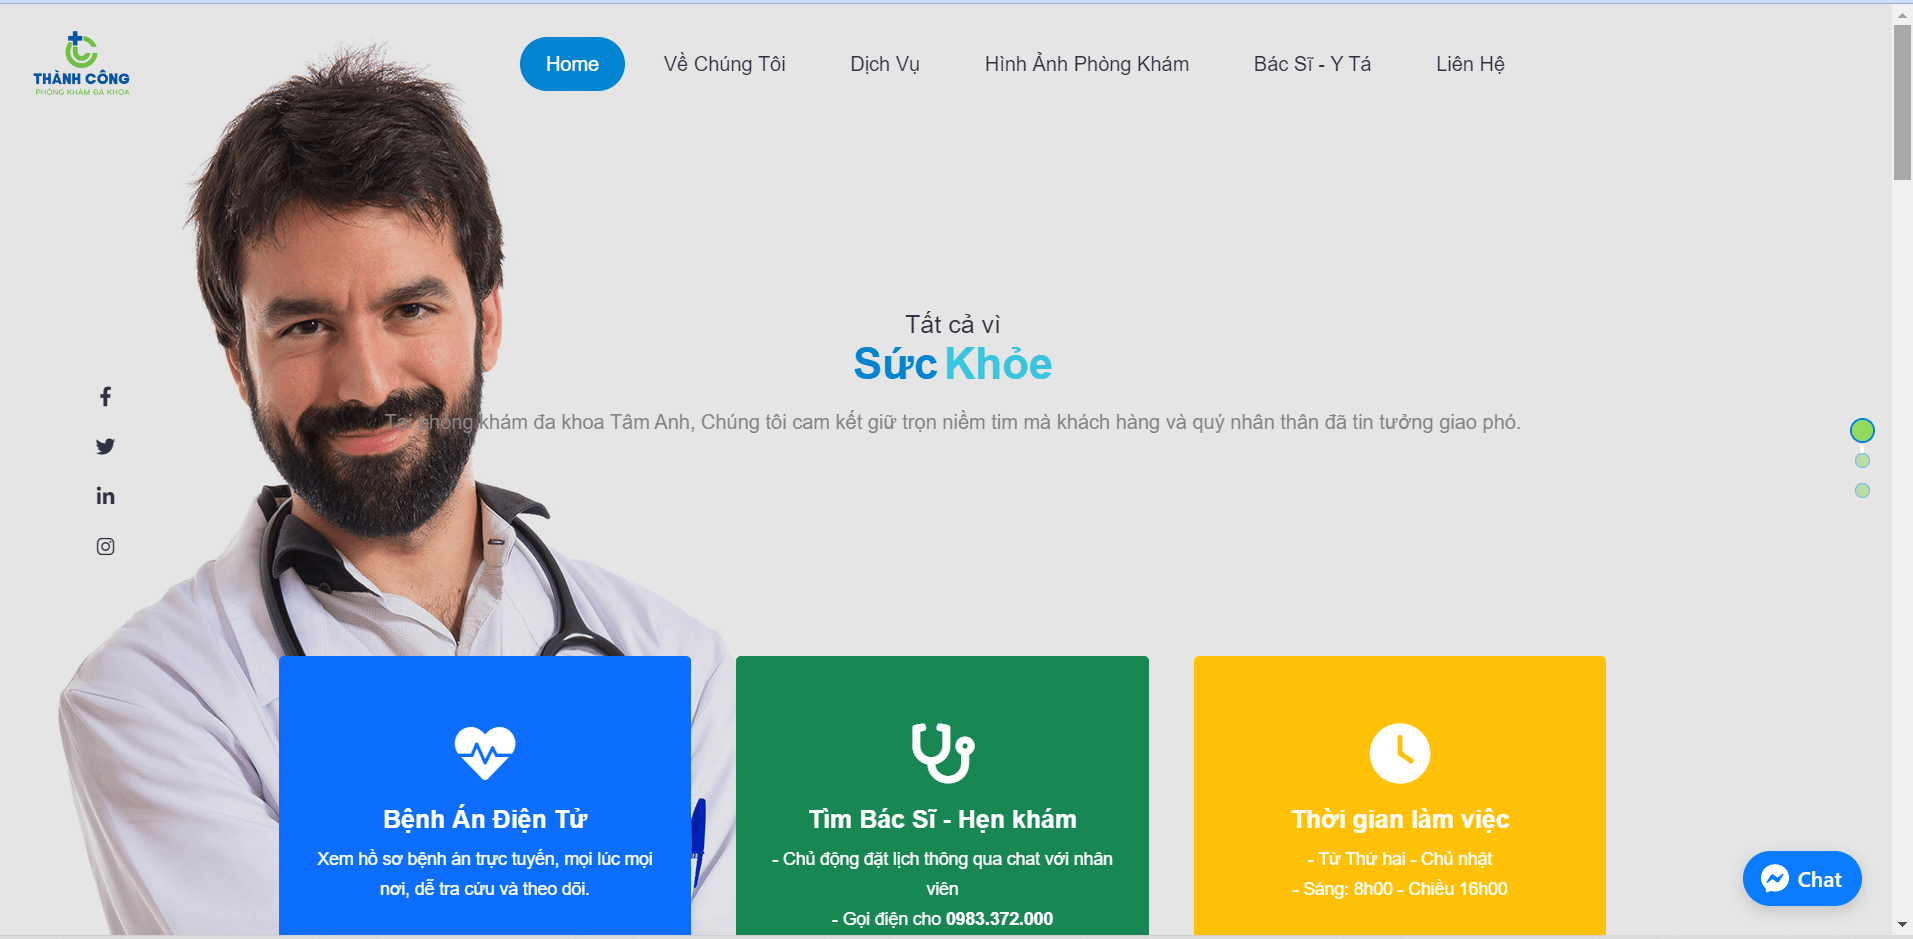 THÀNH CÔNG
PHÒNG KHÁM ĐA KHOA
Home
Về Chúng Tôi
Dịch Vụ
Hình Ảnh Phòng Khám
Bác Sĩ - Y Tá
Liên Hệ
Tất cả vì
Sức Khỏe
Tại phòng khám đa khoa Tâm Anh, Chúng tôi cam kết giữ trọn niềm tim mà khách hàng và quý nhân thân đã tin tưởng giao phó.
Bệnh Án Điện Tử
Xem hồ sơ bệnh án trực tuyến, mọi lúc mọi
nơi, dễ tra cứu và theo dõi.
Tìm Bác Sĩ - Hẹn khám
- Chủ động đặt lịch thông qua chat với nhân
viên
- Gọi điện cho 0983.372.000
Thời gian làm việc
- Từ Thứ hai - Chủ nhật
- Sáng: 8h00 - Chiều 16h00
Chat